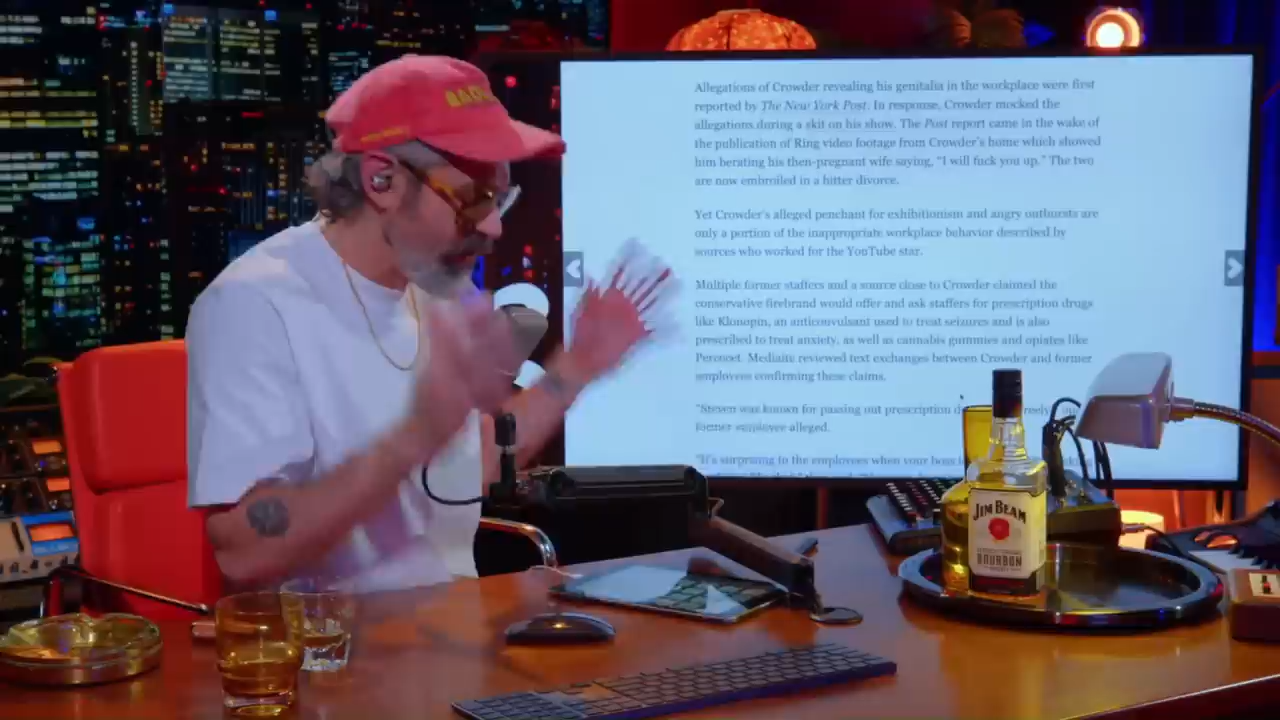 Allegations of Crowder revealing his genitalia in the workplace were first
reported by The New York Post. In response, Crowder mocked the
allegations during a skit on his show. The Post report came in the wake of
the publication of Ring video footage from Crowder's home which showed
him berating his then-pregnant wife saying, "I will fuck you up." The two
are now embroiled in a bitter divorce.
Yet Crowder's alleged penchant for exhibitionism and angry outbursts are
only a portion of the inappropriate workplace behavior described by
sources who worked for the YouTube star.
Multiple former staffers and a source close to Crowder claimed the
conservative firebrand would offer and ask staffers for prescription drugs
like Klonopin, an anticonvulsant used to treat seizures and is also
prescribed to treat anxiety, as well as cannabis gummies and opiates like
Percocet. Mediaite reviewed text exchanges between Crowder and former
employees confirming these claims.
"Steven was known for passing out prescription
former employee alleged.
"It's surprising to the employees when your boss
JIM BEAM
BOURBON